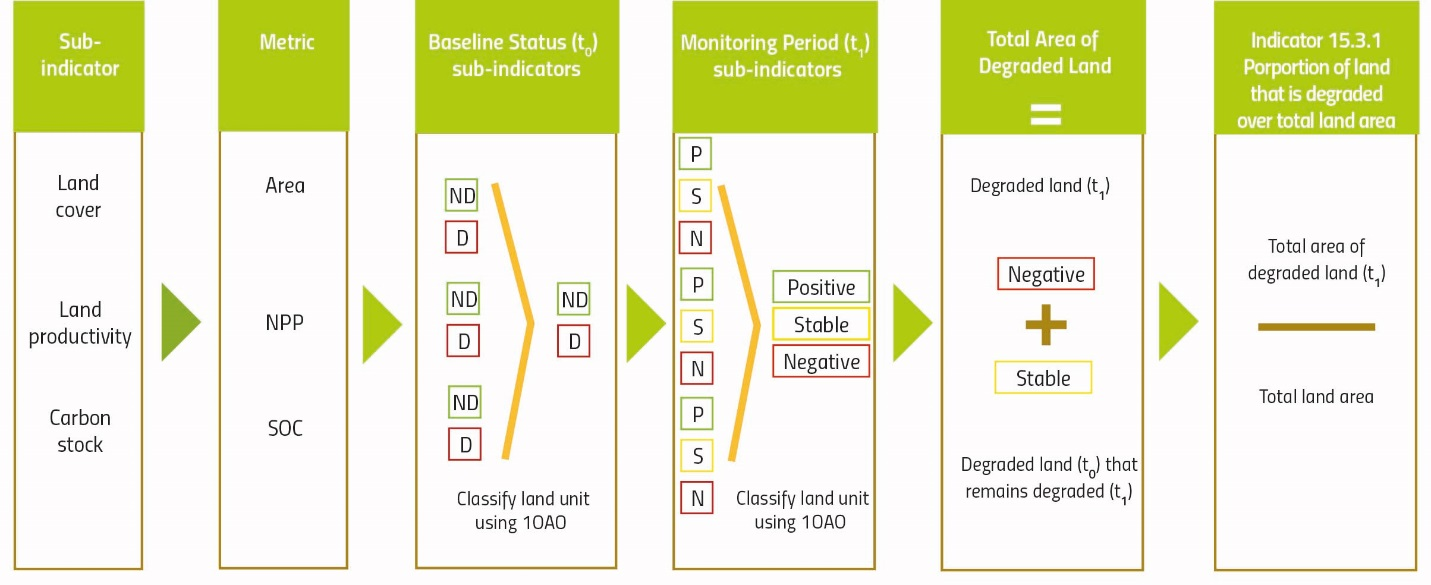 Sub-
indicator
Land
cover
Land
productivity
Carbon
stock
Metric
Area
NPP
SOC
Baseline Status (t0)
sub-indicators
ND
D
ND
D
ND
D
ND
D
Classify land unit
using 1OAO
Monitoring Period (t1)
sub-indicators
P
S
N
P
S
N
P
S
N
Positive
Stable
Negative
Classify land unit
using 1OAO
Total Area of
Degraded Land
=
Degraded land (t1)
Negative
+
Stable
Degraded land (t0) that
remains degraded (t1)
Indicator 15.3.1
Porportion of land
that is degraded
over total land area
Total area of
degraded land (t1)
Total land area